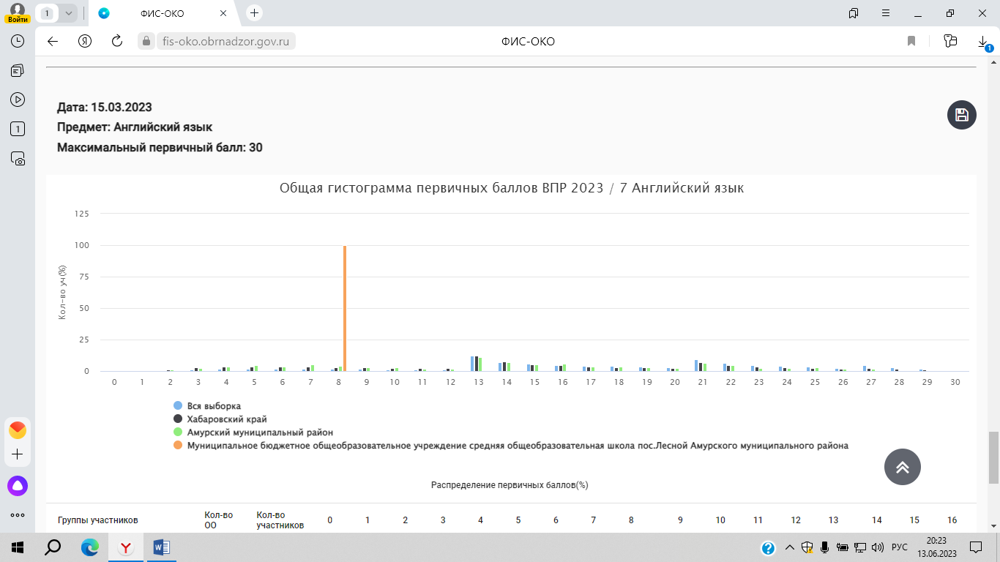 Войти
1
ФИС-ОКО
fis-oko.obrnadzor.gov.ru
ФИС-ОКО
1
1
Дата: 15.03.2023
Предмет: Английский язык
Максимальный первичный балл: 30
Общая гистограмма первичных баллов ВПР 2023 / 7 Английский язык
Кол-во уч(%)
125
100
75
50
25
0
0 1 2 3 4 5 6 7 8 9 10 11 12 13 14 15 16 17 18 19 20 21 22 23 24 25 26 27 28 29 30
Вся выборка
Хабаровский край
Амурский муниципальный район
Муниципальное бюджетное общеобразовательное учреждение средняя общеобразовательная школа пос.Лесной Амурского муниципального района
Распределение первичных баллов(%)
Группы участников Кол-во ОО Кол-во участников 0 1 2 3 4 5 6 7 8 9 10 11 12 13 14 15 16
РУС
20:23
13.06.2023